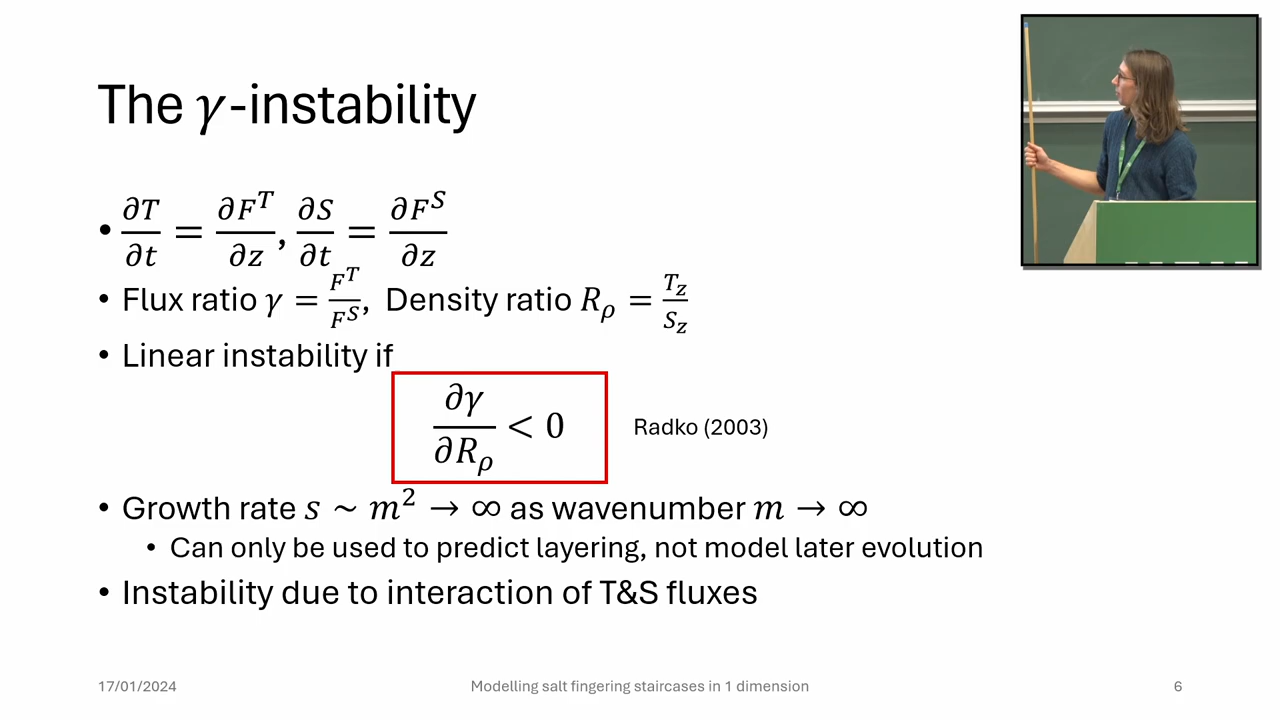 The γ-instability
• ∂T/∂t = ∂F^T/∂z, ∂S/∂t = ∂F^S/∂z
• Flux ratio γ = F^T/F^S, Density ratio R_ρ = T_z/S_z
• Linear instability if
∂γ/∂R_ρ < 0 Radko (2003)
• Growth rate s ~ m² → ∞ as wavenumber m → ∞
• Can only be used to predict layering, not model later evolution
• Instability due to interaction of T&S fluxes
17/01/2024 Modelling salt fingering staircases in 1 dimension 6